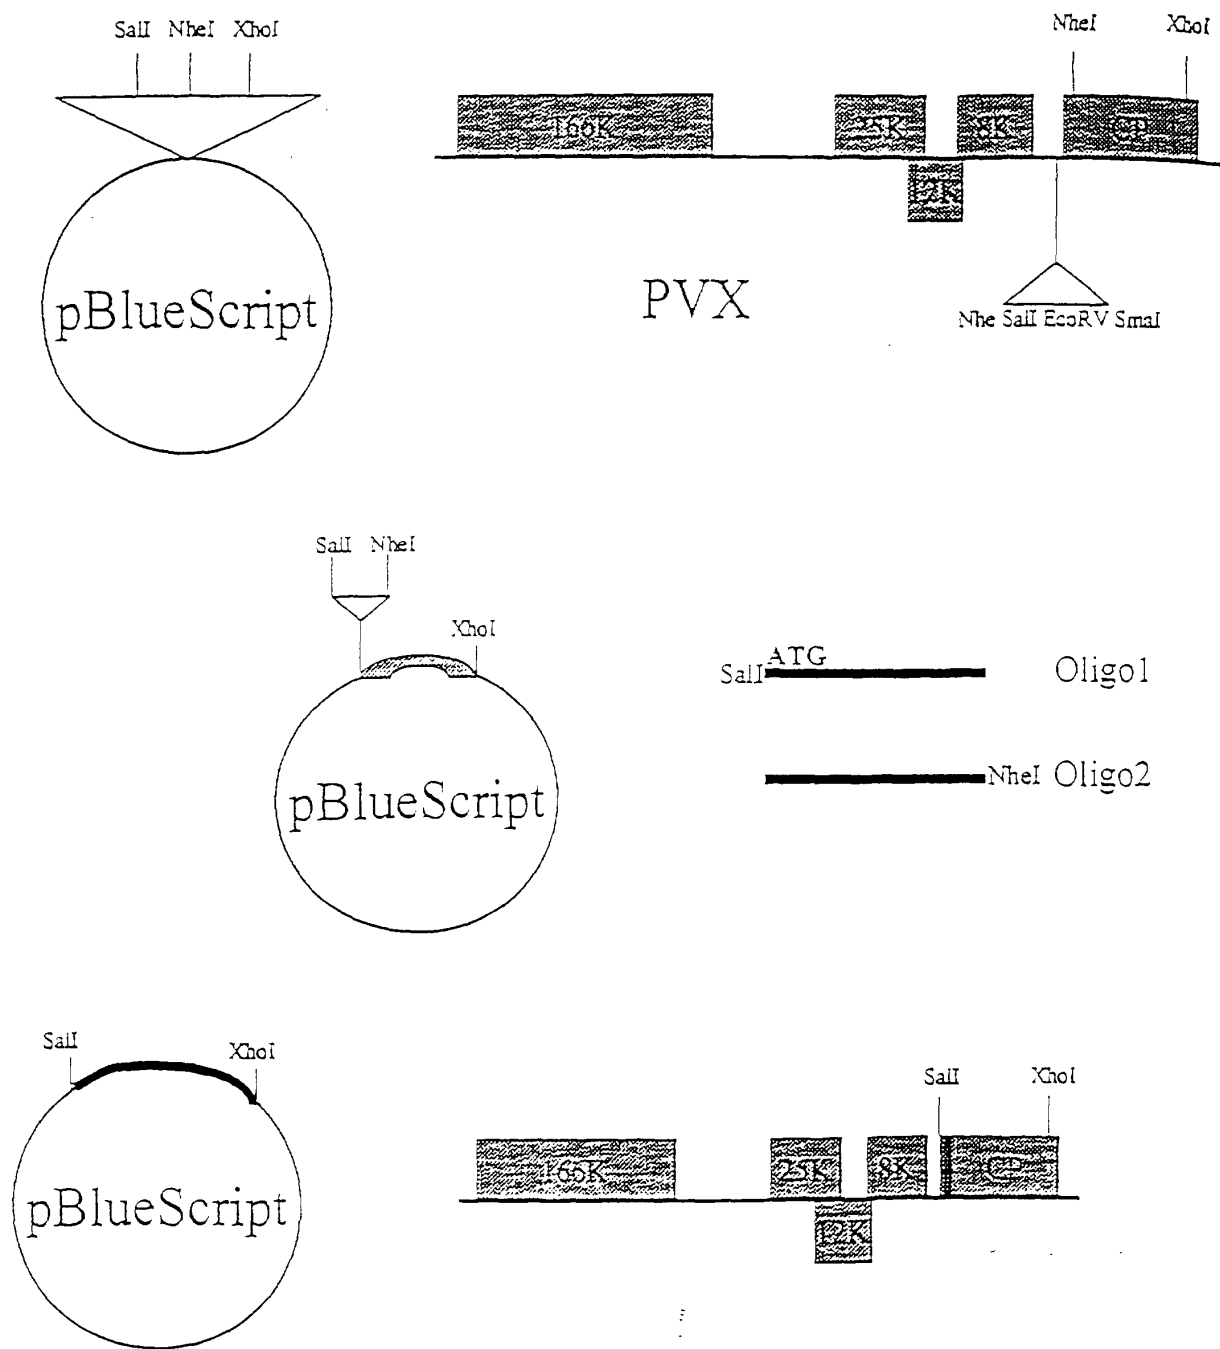 SalI NheI XhoI
NheI XhoI
166K 25K 8K CP
12K
pBlueScript
PVX
Nhe SalI EcoRV SmaI
SalI NheI
XhoI
pBlueScript
ATG
SalI Oligo1
NheI Oligo2
SalI XhoI
pBlueScript
SalI XhoI
166K 25K 8K CP
12K